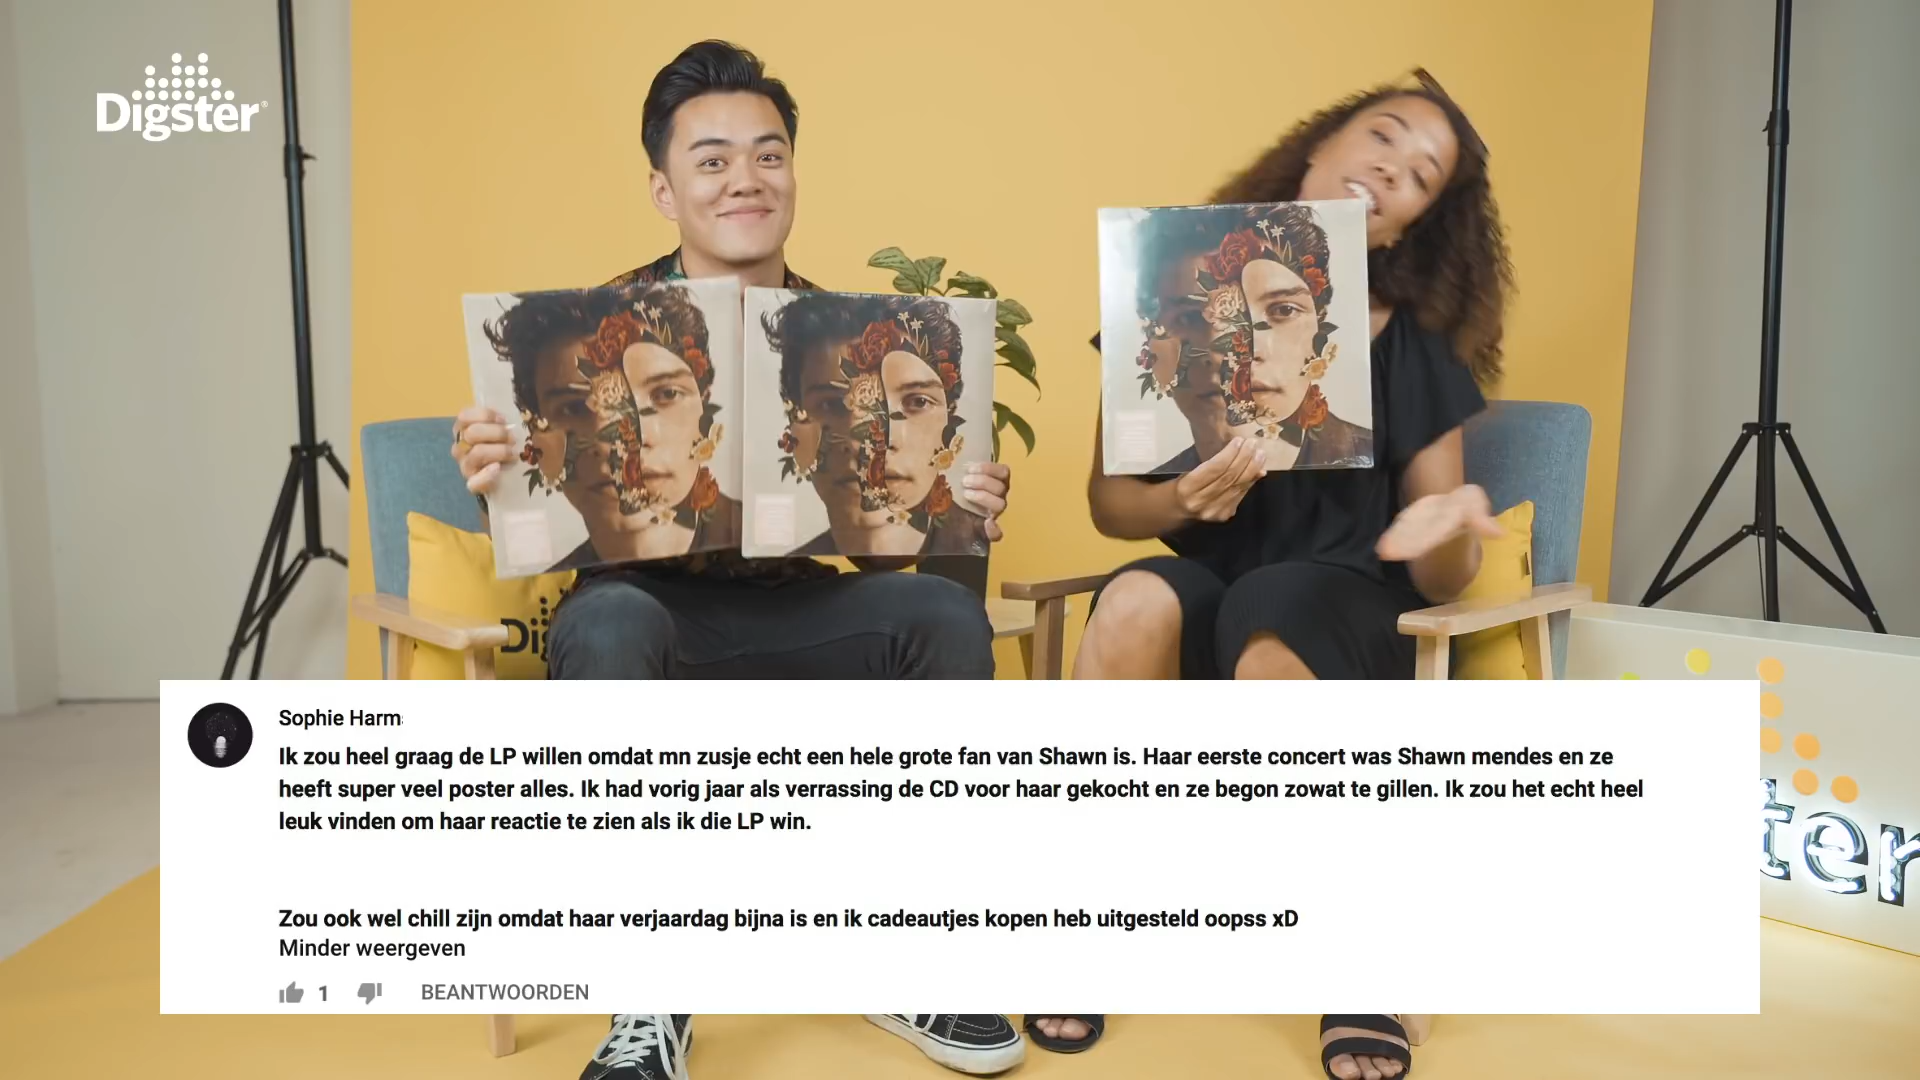 Digster
Dig
Sophie Harm
Ik zou heel graag de LP willen omdat mn zusje echt een hele grote fan van Shawn is. Haar eerste concert was Shawn mendes en ze
heeft super veel poster alles. Ik had vorig jaar als verrassing de CD voor haar gekocht en ze begon zowat te gillen. Ik zou het echt heel
leuk vinden om haar reactie te zien als ik die LP win.
Zou ook wel chill zijn omdat haar verjaardag bijna is en ik cadeautjes kopen heb uitgesteld oopss xD
Minder weergeven
1 BEANTWOORDEN
ter